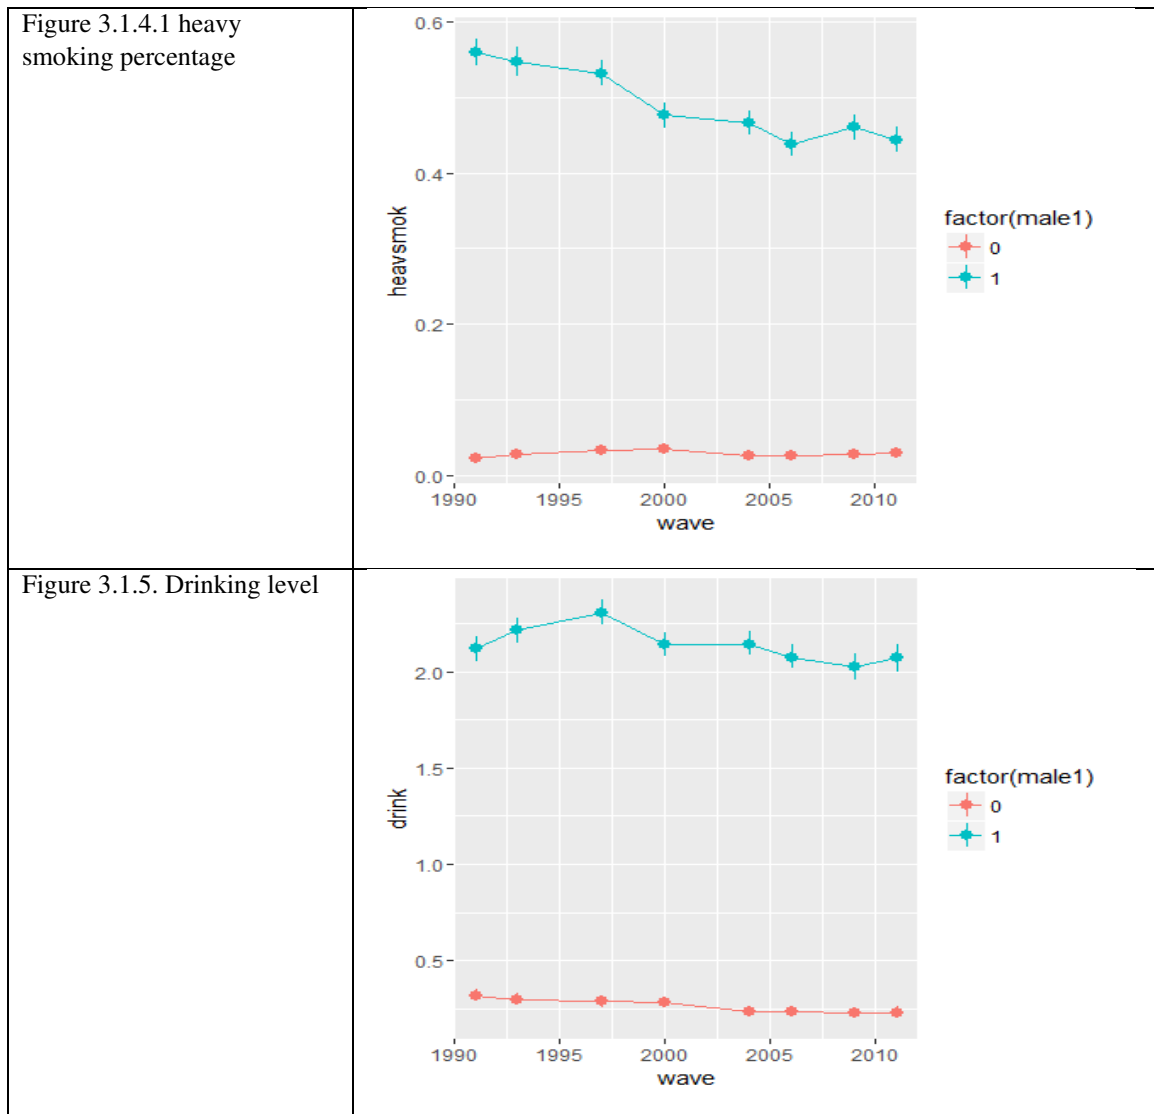 Figure 3.1.4.1 heavy
smoking percentage
0.6
0.4
0.2
0.0
heavsmok
1990 1995 2000 2005 2010
wave
factor(male1)
0
1
Figure 3.1.5. Drinking level
2.0
1.5
1.0
0.5
drink
1990 1995 2000 2005 2010
wave
factor(male1)
0
1